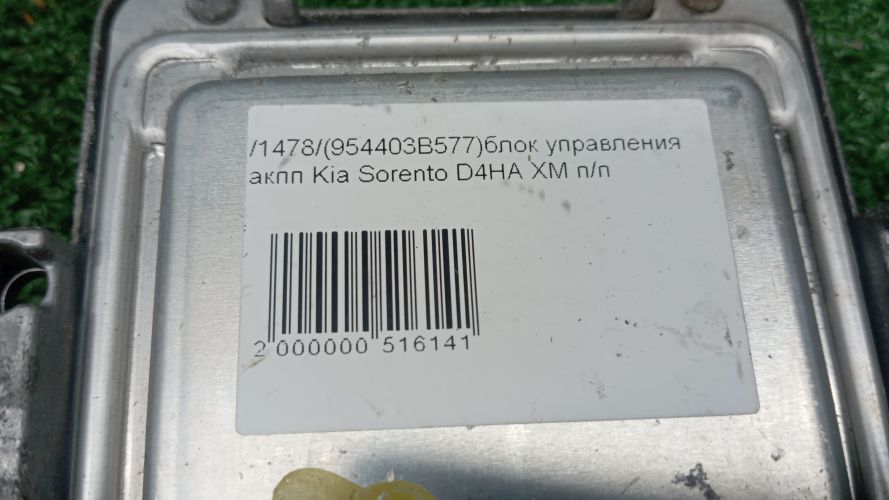 /1478/(954403B577)блок управления
акпп Kia Sorento D4HA XM п/п
2 000000 516141